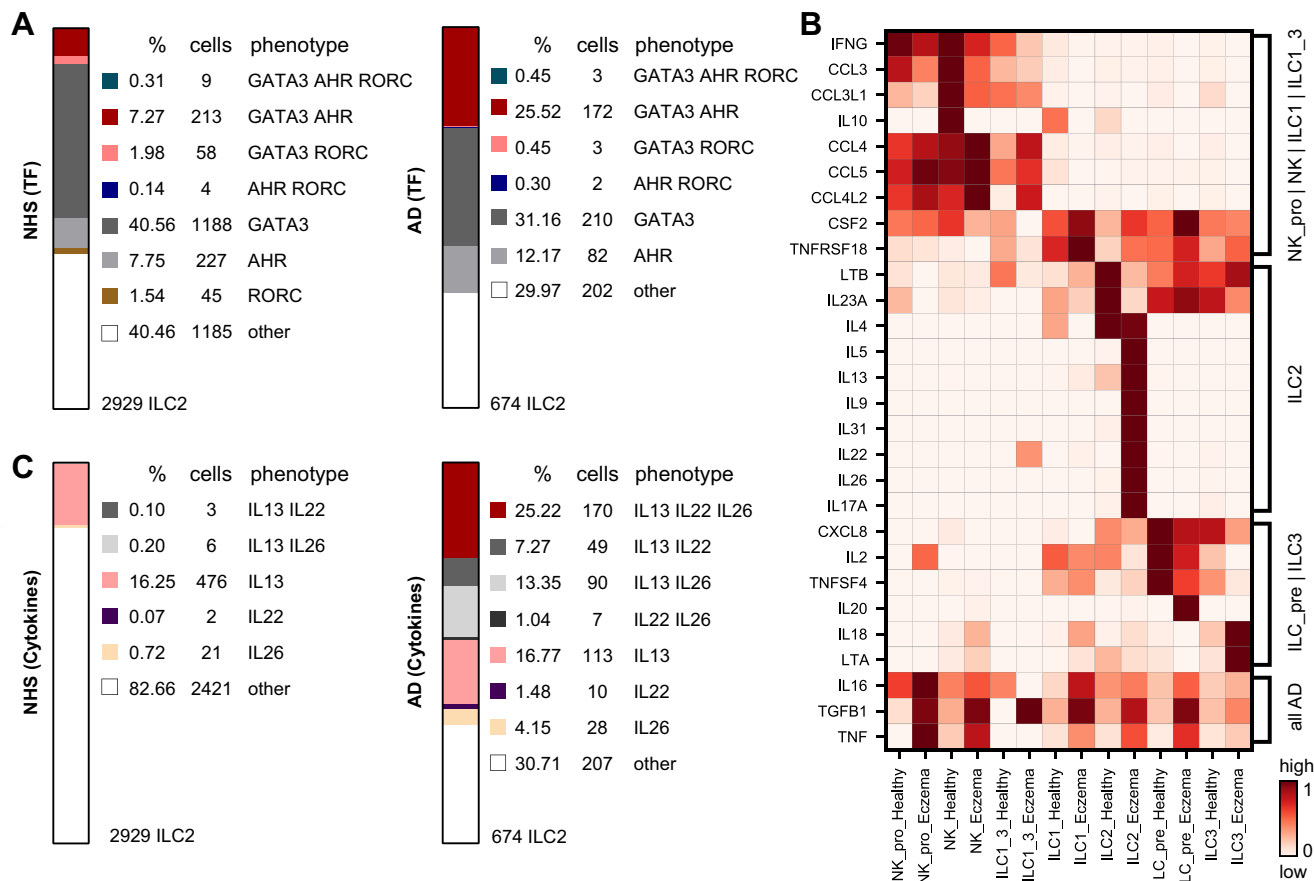 A
NHS (TF)
% cells phenotype
0.31 9 GATA3 AHR RORC
7.27 213 GATA3 AHR
1.98 58 GATA3 RORC
0.14 4 AHR RORC
40.56 1188 GATA3
7.75 227 AHR
1.54 45 RORC
40.46 1185 other
2929 ILC2
AD (TF)
% cells phenotype
0.45 3 GATA3 AHR RORC
25.52 172 GATA3 AHR
0.45 3 GATA3 RORC
0.30 2 AHR RORC
31.16 210 GATA3
12.17 82 AHR
29.97 202 other
674 ILC2
B
IFNG
CCL3
CCL3L1
IL10
CCL4
CCL5
CCL4L2
CSF2
TNFRSF18
LTB
IL23A
IL4
IL5
IL13
IL9
IL31
IL22
IL26
IL17A
CXCL8
IL2
TNFSF4
IL20
IL18
LTA
IL16
TGFB1
TNF
NK_pro | NK | ILC1 | ILC1_3
ILC2
ILC_pre | ILC3
all AD
NK_pro_Healthy
NK_pro_Eczema
NK_Healthy
NK_Eczema
ILC1_3_Healthy
ILC1_3_Eczema
ILC1_Healthy
ILC1_Eczema
ILC2_Healthy
ILC2_Eczema
LC_pre_Healthy
LC_pre_Eczema
ILC3_Healthy
ILC3_Eczema
high
1
0
low
C
NHS (Cytokines)
% cells phenotype
0.10 3 IL13 IL22
0.20 6 IL13 IL26
16.25 476 IL13
0.07 2 IL22
0.72 21 IL26
82.66 2421 other
2929 ILC2
AD (Cytokines)
% cells phenotype
25.22 170 IL13 IL22 IL26
7.27 49 IL13 IL22
13.35 90 IL13 IL26
1.04 7 IL22 IL26
16.77 113 IL13
1.48 10 IL22
4.15 28 IL26
30.71 207 other
674 ILC2